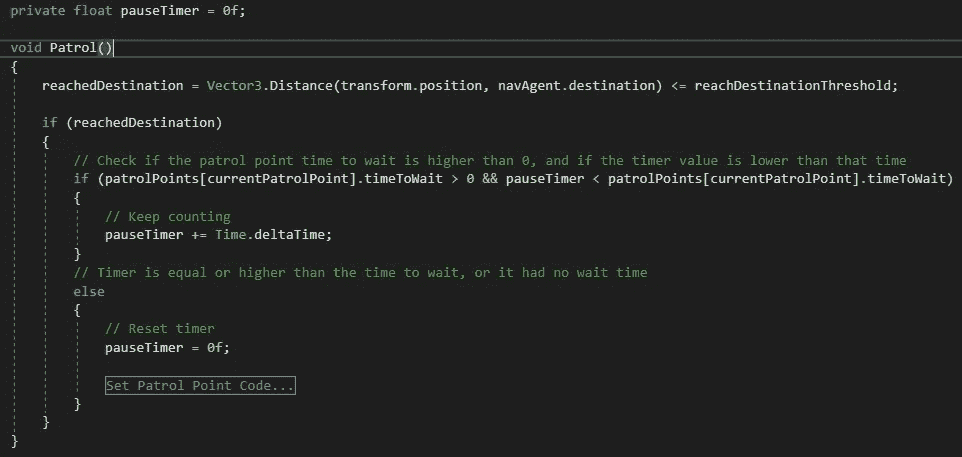 private float pauseTimer = 0f;
void Patrol()
{
reachedDestination = Vector3.Distance(transform.position, navAgent.destination) <= reachDestinationThreshold;
if (reachedDestination)
{
// Check if the patrol point time to wait is higher than 0, and if the timer value is lower than that time
if (patrolPoints[currentPatrolPoint].timeToWait > 0 && pauseTimer < patrolPoints[currentPatrolPoint].timeToWait)
{
// Keep counting
pauseTimer += Time.deltaTime;
}
// Timer is equal or higher than the time to wait, or it had no wait time
else
{
// Reset timer
pauseTimer = 0f;
Set Patrol Point Code...
}
}
}